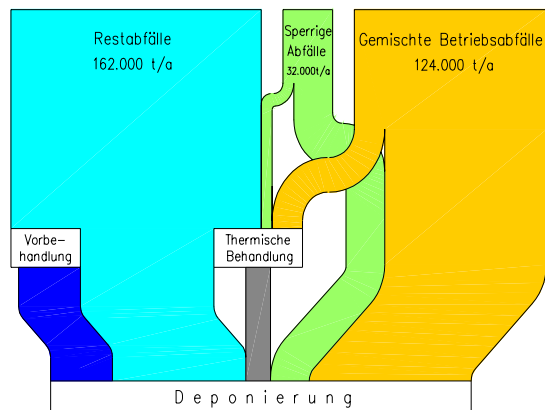 Restabfälle
162.000 t/a
Sperrige
Abfälle
32.000t/a
Gemischte Betriebsabfälle
124.000 t/a
Vorbe-
handlung
Thermische
Behandlung
Deponierung